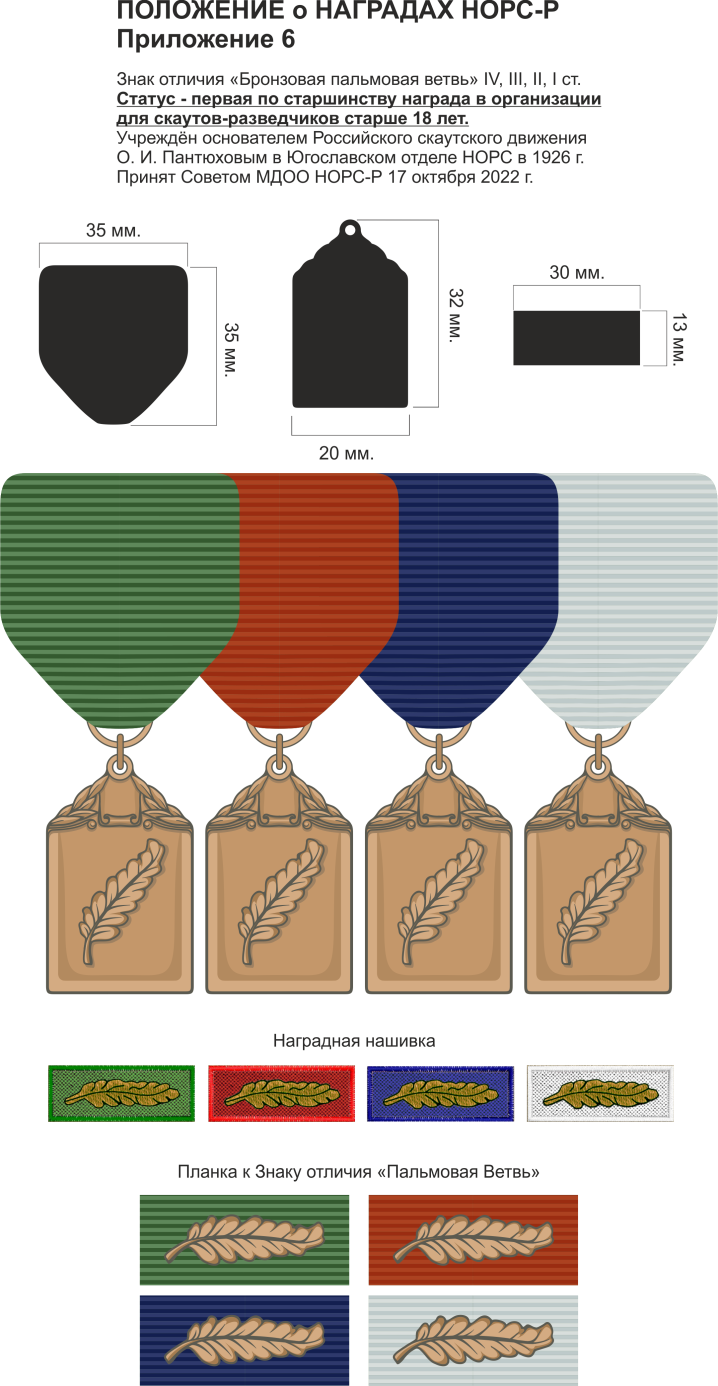 ПОЛОЖЕНИЕ о НАГРАДАХ НОРС-Р
Приложение 6
Знак отличия «Бронзовая пальмовая ветвь» IV, III, II, I ст.
Статус - первая по старшинству награда в организации
для скаутов-разведчиков старше 18 лет.
Учреждён основателем Российского скаутского движения
О. И. Пантюховым в Югославском отделе НОРС в 1926 г.
Принят Советом МДОО НОРС-Р 17 октября 2022 г.
35 мм.
35 мм.
32 мм.
20 мм.
30 мм.
13 мм.
Наградная нашивка
Планка к Знаку отличия «Пальмовая Ветвь»